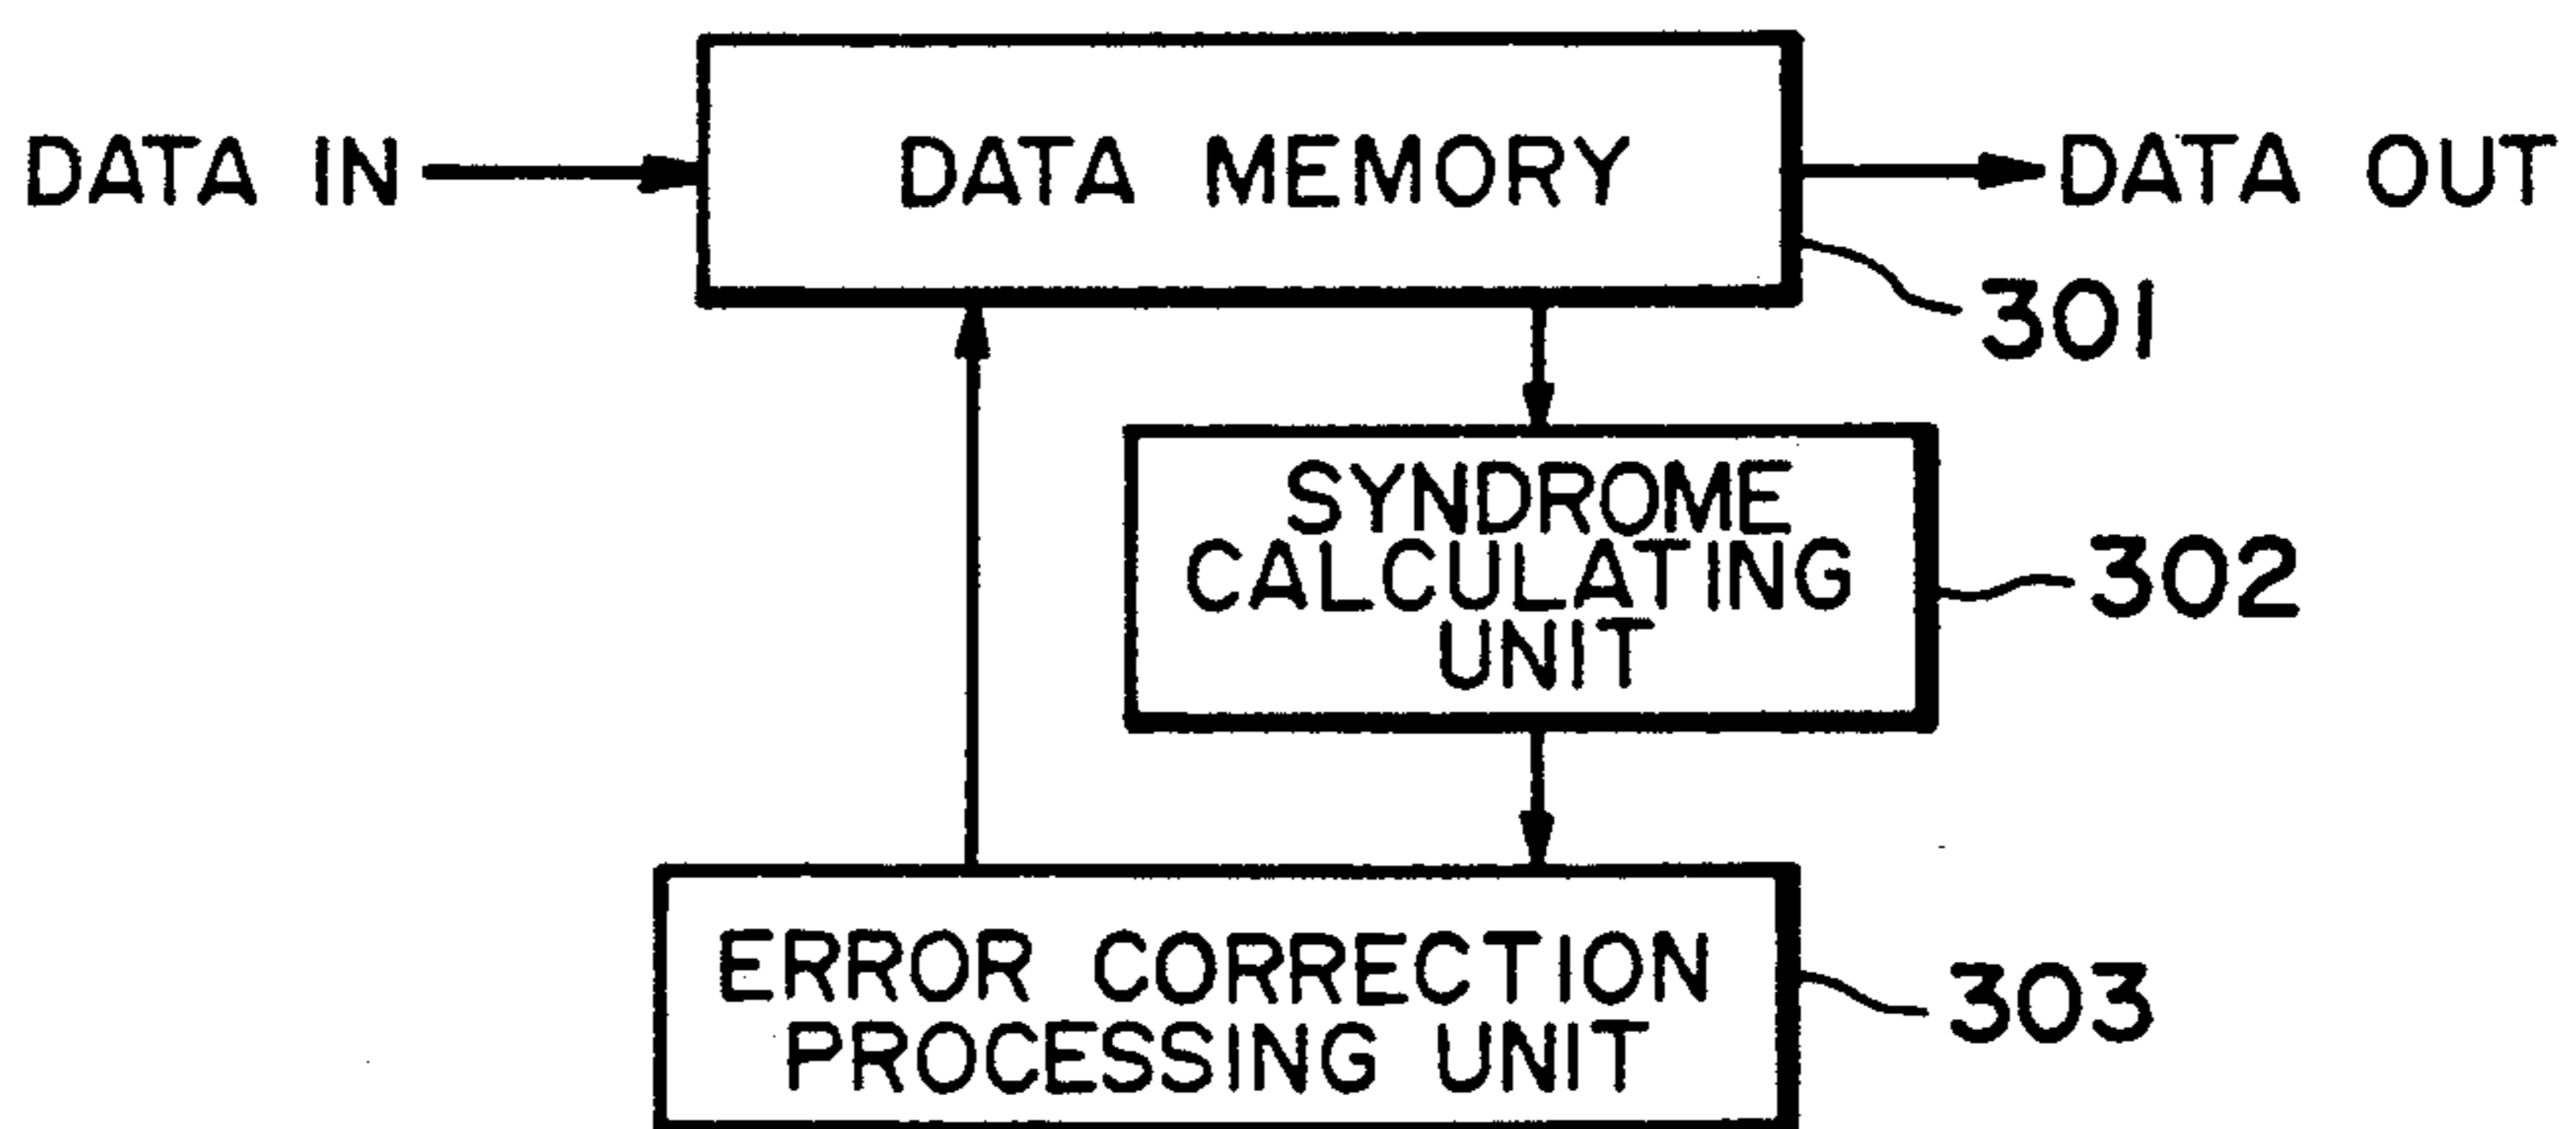 DATA IN
DATA MEMORY
DATA OUT
301
SYNDROME
CALCULATING
UNIT
302
ERROR CORRECTION
PROCESSING UNIT
303